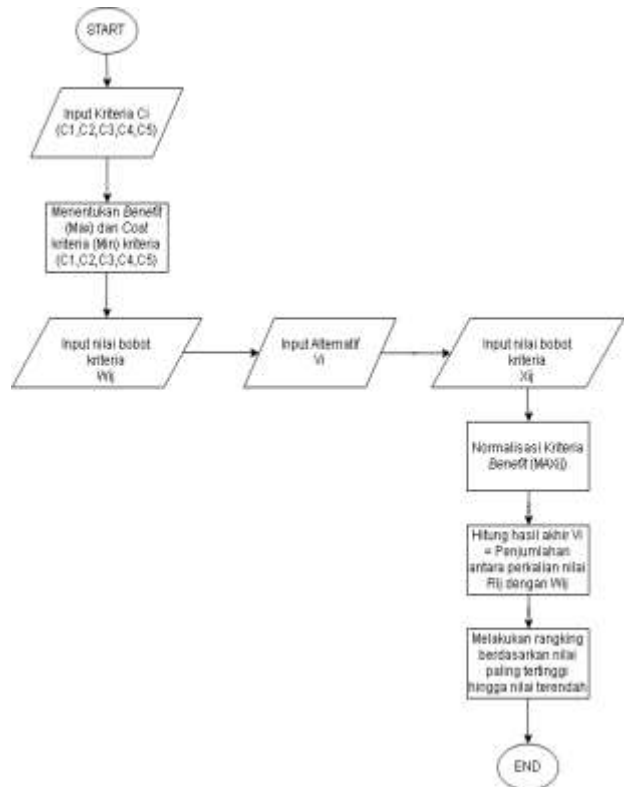 START
Input Kriteria Ci
(C1,C2,C3,C4,C5)
Menentukan Benefit
(Max) dan Cost
kriteria (Min) kriteria
(C1,C2,C3,C4,C5)
Input nilai bobot
kriteria
Wij
Input Alternatif
Vi
Input nilai bobot
kriteria
Xij
Normalisasi Kriteria
Benefit (MAXij)
Hitung hasil akhir Vi
= Penjumlahan
antara perkalian nilai
Rij dengan Wij
Melakukan rangking
berdasarkan nilai
paling tertinggi
hingga nilai terendah
END